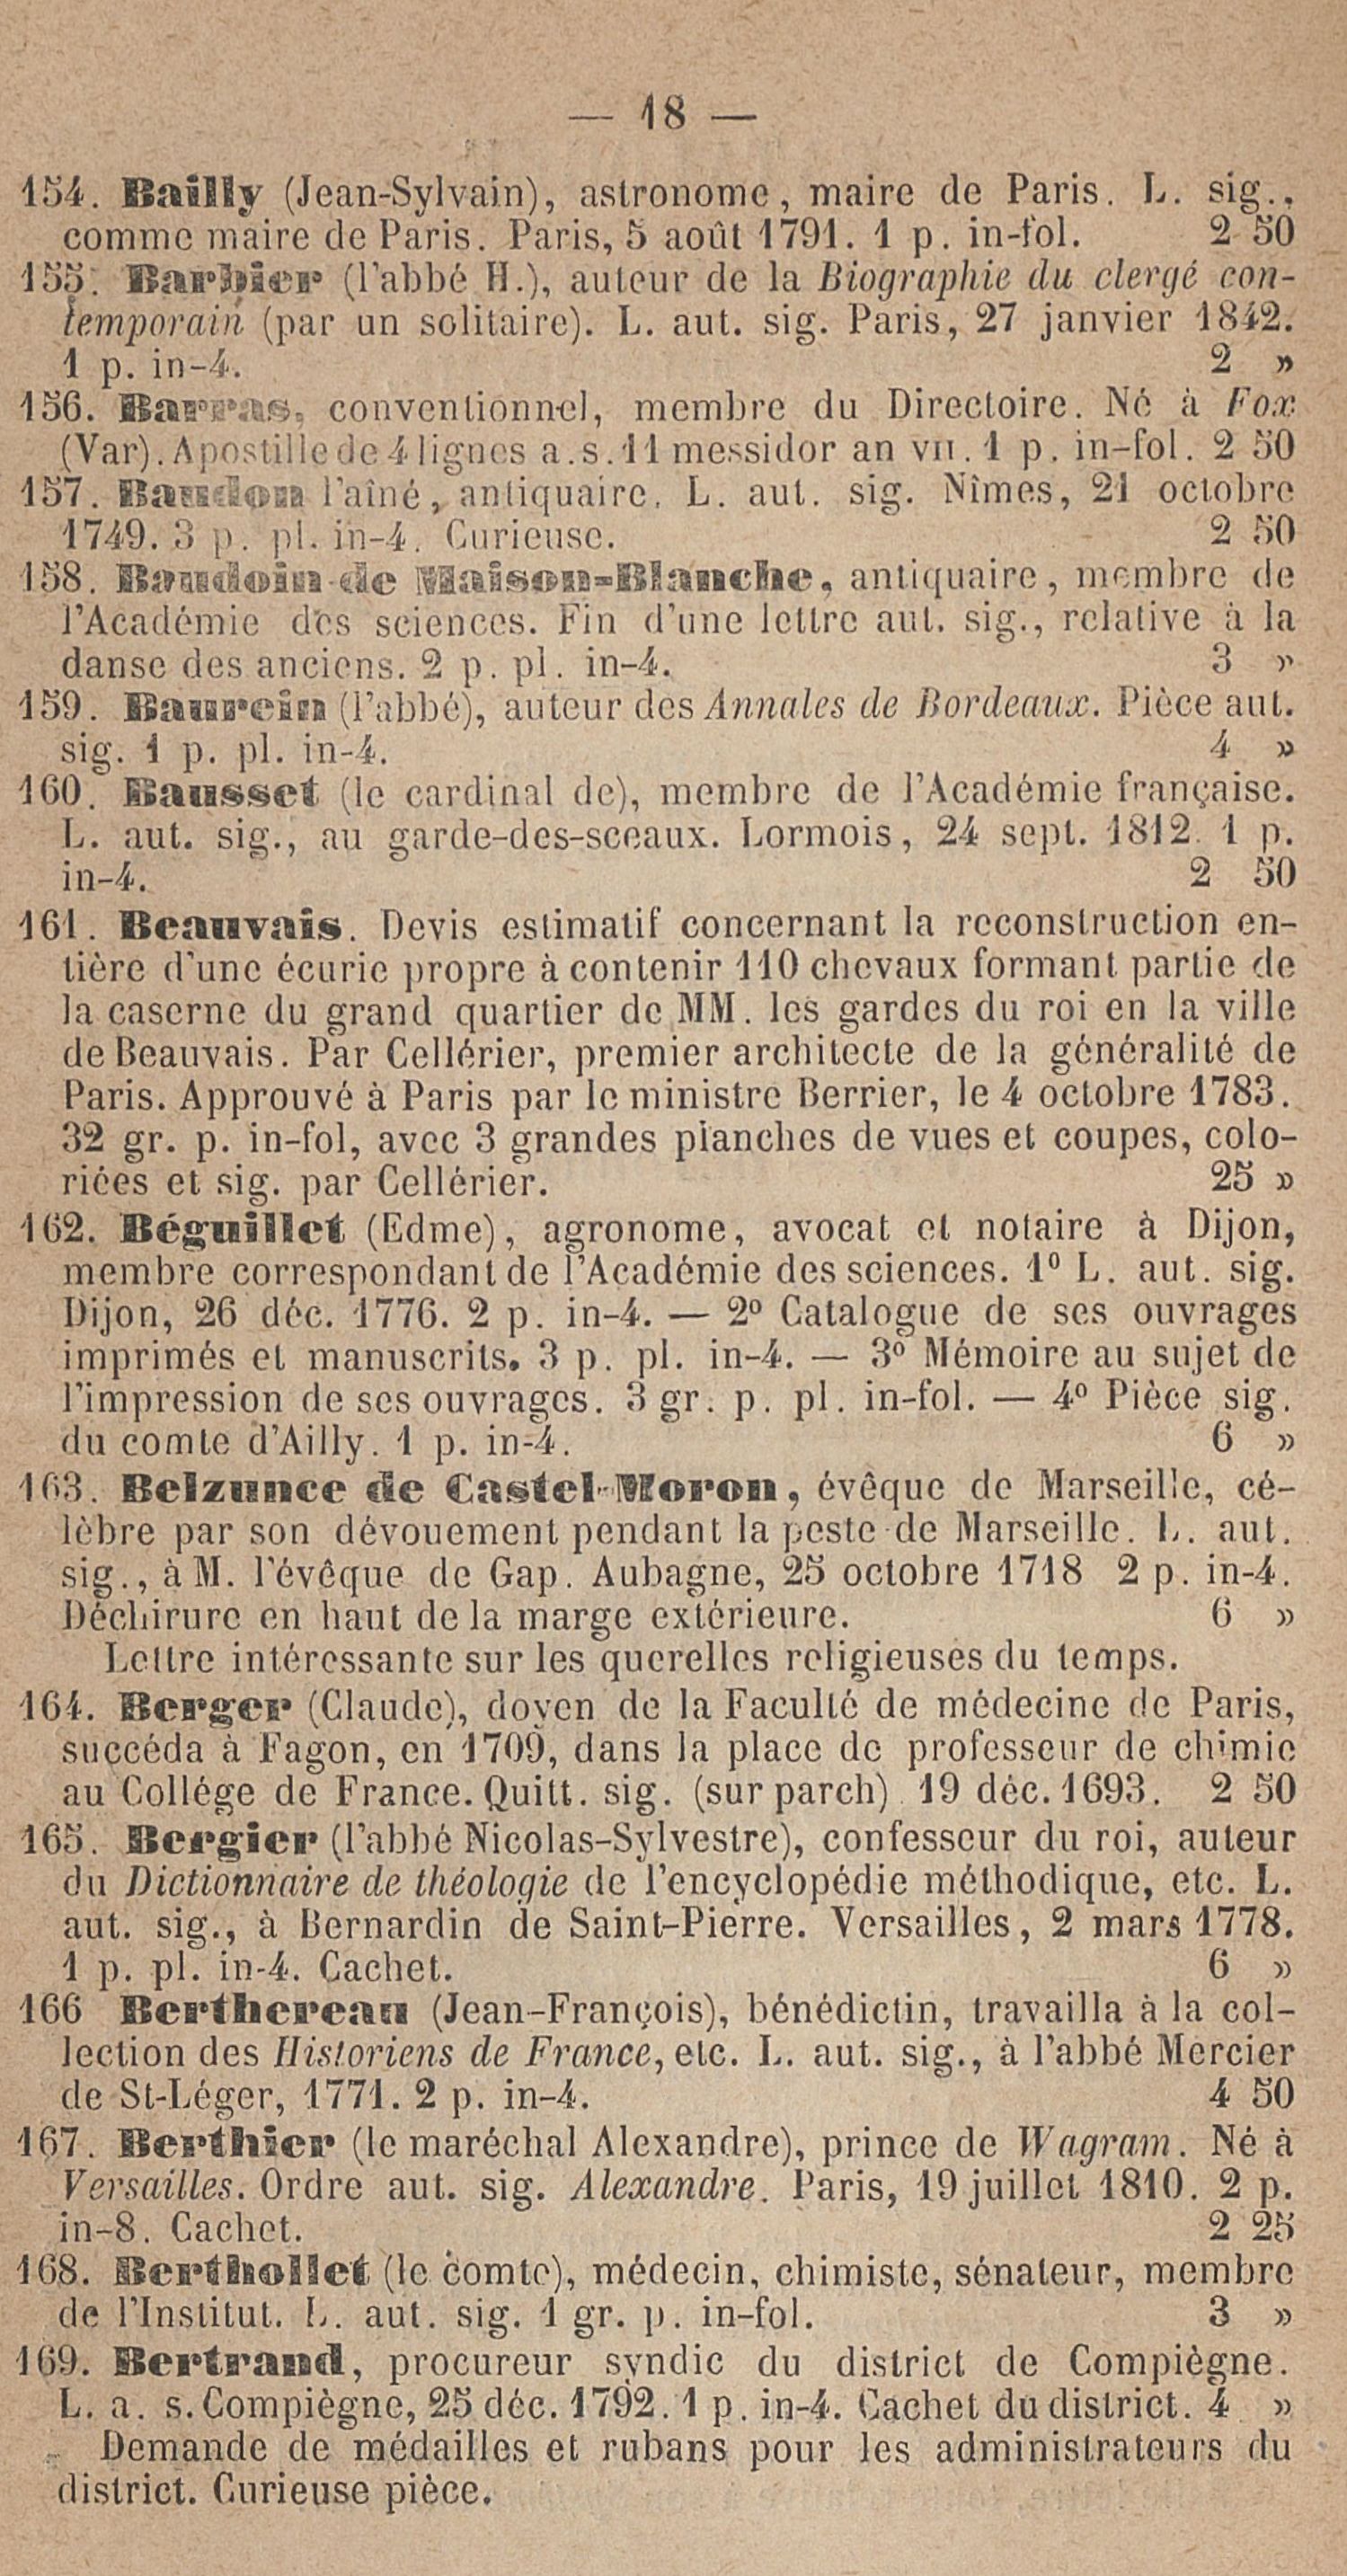 — 18 —
154. Bailly (Jean-Sylvain), astronome, maire de Paris. L. sig.,
comme maire de Paris. Paris, 5 août 1791. 1 p. in-fol. 2 50
155. Barbier (l'abbé H.), auteur de la Biographie du clergé con-
temporain (par un solitaire). L. aut. sig. Paris, 27 janvier 1842.
1 p. in-4. 2 »
156. Barras, conventionnel, membre du Directoire. Né à Fox
(Var). Apostille de 4 lignes a. s. 11 messidor an VII. 1 p. in-fol. 2 50
157. Baudon l'aîné, antiquaire. L. aut. sig. Nîmes, 21 octobre
1749. 3 p. pl. in-4. Curieuse. 2 50
158. Baudoin de Maison-Blanche, antiquaire, membre de
l'Académie des sciences. Fin d'une lettre aut. sig., relative à la
danse des anciens. 2 p. pl. in-4. 3 »
159. Baurein (l'abbé), auteur des Annales de Bordeaux. Pièce aut.
sig. 1 p. pl. in-4. 4 »
160. Bausset (le cardinal de), membre de l'Académie française.
L. aut. sig., au garde-des-sceaux. Lormois, 24 sept. 1812. 1 p.
in-4. 2 50
161. Beauvais. Devis estimatif concernant la reconstruction en-
tière d'une écurie propre à contenir 110 chevaux formant partie de
la caserne du grand quartier de MM. les gardes du roi en la ville
de Beauvais. Par Cellérier, premier architecte de la généralité de
Paris. Approuvé à Paris par le ministre Berrier, le 4 octobre 1783.
32 gr. p. in-fol, avec 3 grandes planches de vues et coupes, colo-
riées et sig. par Cellérier. 25 »
162. Béguillet (Edme), agronome, avocat et notaire à Dijon,
membre correspondant de l'Académie des sciences. 1º L. aut. sig.
Dijon, 26 déc. 1776. 2 p. in-4. — 2º Catalogue de ses ouvrages
imprimés et manuscrits. 3 p. pl. in-4. — 3º Mémoire au sujet de
l'impression de ses ouvrages. 3 gr. p. pl. in-fol. — 4º Pièce sig.
du comte d'Ailly. 1 p. in-4. 6 »
163. Belzunce de Castel-Moron, évêque de Marseille, cé-
lèbre par son dévouement pendant la peste de Marseille. L. aut.
sig., à M. l'évêque de Gap. Aubagne, 25 octobre 1718 2 p. in-4.
Déchirure en haut de la marge extérieure. 6 »
Lettre intéressante sur les querelles religieuses du temps.
164. Berger (Claude), doyen de la Faculté de médecine de Paris,
succéda à Fagon, en 1709, dans la place de professeur de chimie
au Collége de France. Quitt. sig. (sur parch) 19 déc. 1693. 2 50
165. Bergier (l'abbé Nicolas-Sylvestre), confesseur du roi, auteur
du Dictionnaire de théologie de l'encyclopédie méthodique, etc. L.
aut. sig., à Bernardin de Saint-Pierre. Versailles, 2 mars 1778.
1 p. pl. in-4. Cachet. 6 »
166 Berthereau (Jean-François), bénédictin, travailla à la col-
lection des Historiens de France, etc. L. aut. sig., à l'abbé Mercier
de St-Léger, 1771. 2 p. in-4. 4 50
167. Berthier (le maréchal Alexandre), prince de Wagram. Né à
Versailles. Ordre aut. sig. Alexandre. Paris, 19 juillet 1810. 2 p.
in-8. Cachet. 2 25
168. Berthollet (le comte), médecin, chimiste, sénateur, membre
de l'Institut. L. aut. sig. 1 gr. p. in-fol. 3 »
169. Bertrand, procureur syndic du district de Compiègne.
L. a. s. Compiègne, 25 déc. 1792. 1 p. in-4. Cachet du district. 4 »
Demande de médailles et rubans pour les administrateurs du
district. Curieuse pièce.